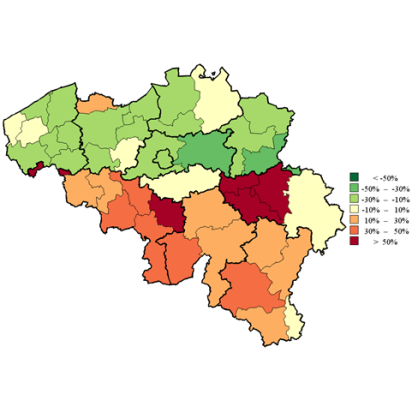 < -50%
-50% – -30%
-30% – -10%
-10% – 10%
10% – 30%
30% – 50%
> 50%